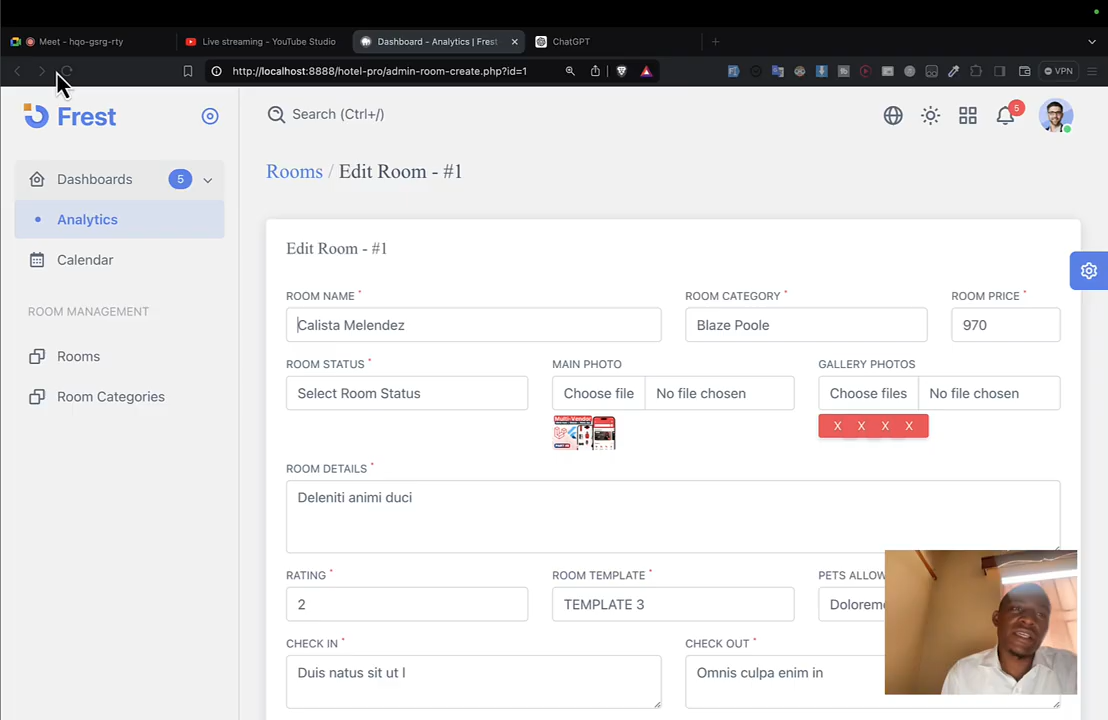 Meet - hqo-gsrg-rty
Live streaming - YouTube Studio
Dashboard - Analytics | Frest
ChatGPT
http://localhost:8888/hotel-pro/admin-room-create.php?id=1
VPN
Frest
Search (Ctrl+/)
5
Dashboards
5
Analytics
Calendar
ROOM MANAGEMENT
Rooms
Room Categories
Rooms / Edit Room - #1
Edit Room - #1
ROOM NAME *
ROOM CATEGORY *
ROOM PRICE *
Calista Melendez
Blaze Poole
970
ROOM STATUS *
MAIN PHOTO
GALLERY PHOTOS
Select Room Status
Choose file
No file chosen
Choose files
No file chosen
Multi-Vendor
X X X X
ROOM DETAILS *
Deleniti animi duci
RATING *
ROOM TEMPLATE *
PETS ALLOW
2
TEMPLATE 3
Dolorem
CHECK IN *
CHECK OUT *
Duis natus sit ut l
Omnis culpa enim in